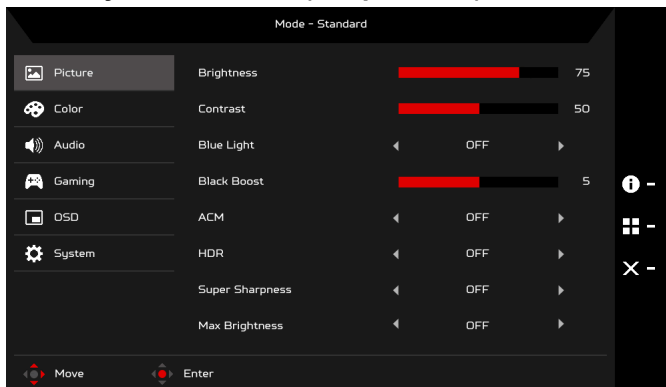 Mode - Standard
Picture
Brightness 75
Color
Contrast 50
Audio
Blue Light OFF
Gaming
Black Boost 5
OSD
ACM OFF
System
HDR OFF
Super Sharpness OFF
Max Brightness OFF
Move Enter